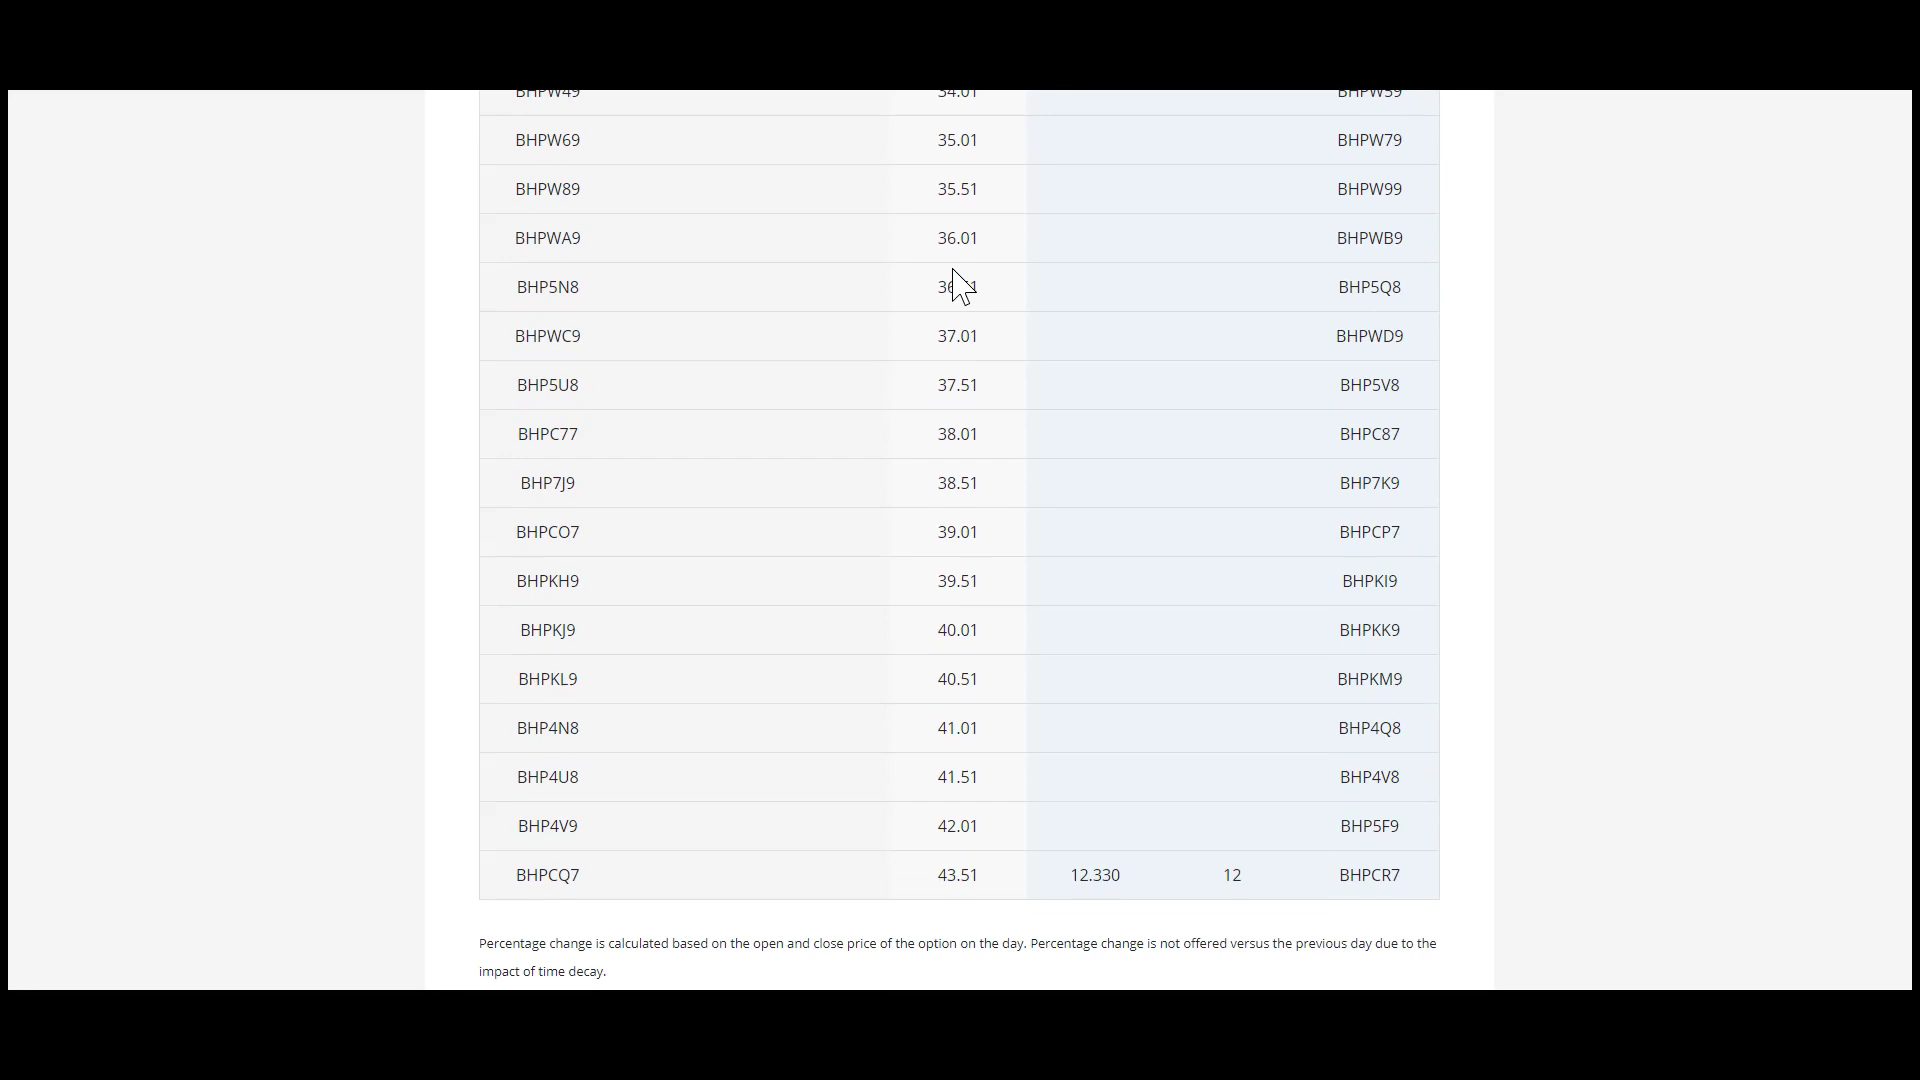 BHPW49 34.01 BHPW59
BHPW69 35.01 BHPW79
BHPW89 35.51 BHPW99
BHPWA9 36.01 BHPWB9
BHP5N8 BHP5Q8
BHPWC9 37.01 BHPWD9
BHP5U8 37.51 BHP5V8
BHPC77 38.01 BHPC87
BHP7J9 38.51 BHP7K9
BHPCO7 39.01 BHPCP7
BHPKH9 39.51 BHPKI9
BHPKJ9 40.01 BHPKK9
BHPKL9 40.51 BHPKM9
BHP4N8 41.01 BHP4Q8
BHP4U8 41.51 BHP4V8
BHP4V9 42.01 BHP5F9
BHPCQ7 43.51 12.330 12 BHPCR7
Percentage change is calculated based on the open and close price of the option on the day. Percentage change is not offered versus the previous day due to the
impact of time decay.